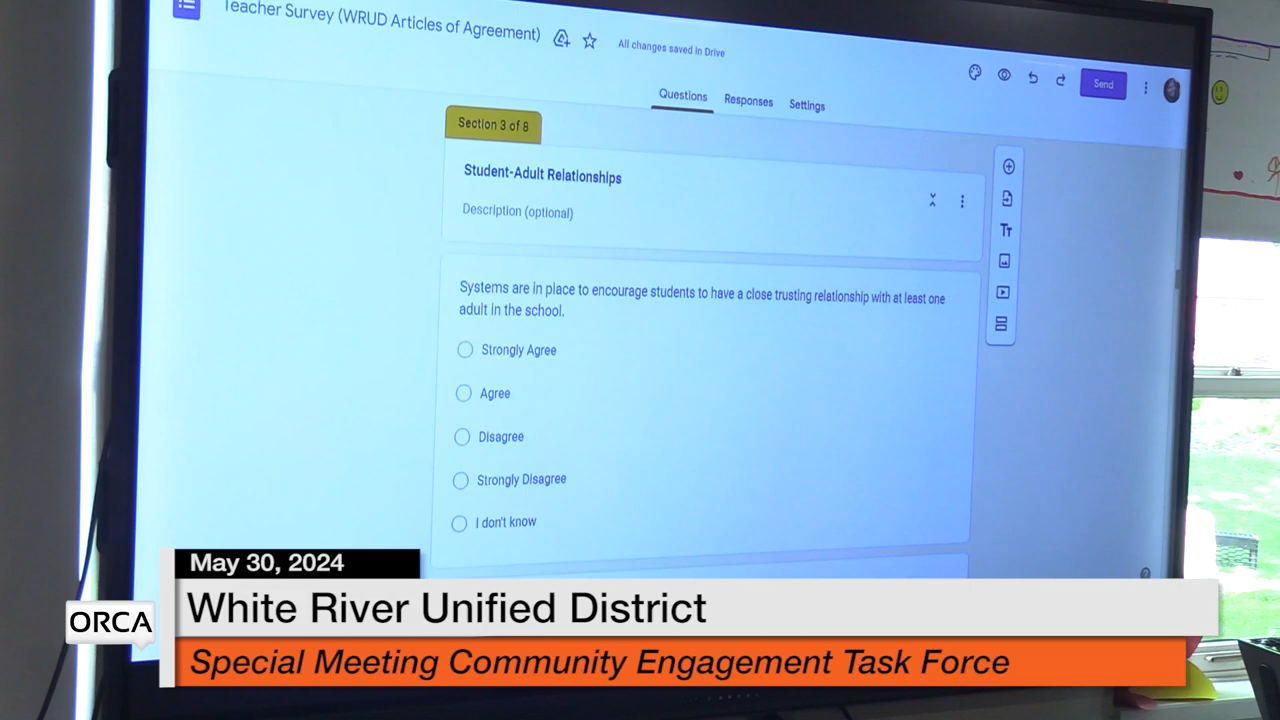 Teacher Survey (WRUD Articles of Agreement)
All changes saved in Drive
Send
Questions
Responses
Settings
Section 3 of 8
Student-Adult Relationships
Description (optional)
Systems are in place to encourage students to have a close trusting relationship with at least one
adult in the school.
Strongly Agree
Agree
Disagree
Strongly Disagree
I don't know
Tт
May 30, 2024
White River Unified District
ORCA
Special Meeting Community Engagement Task Force